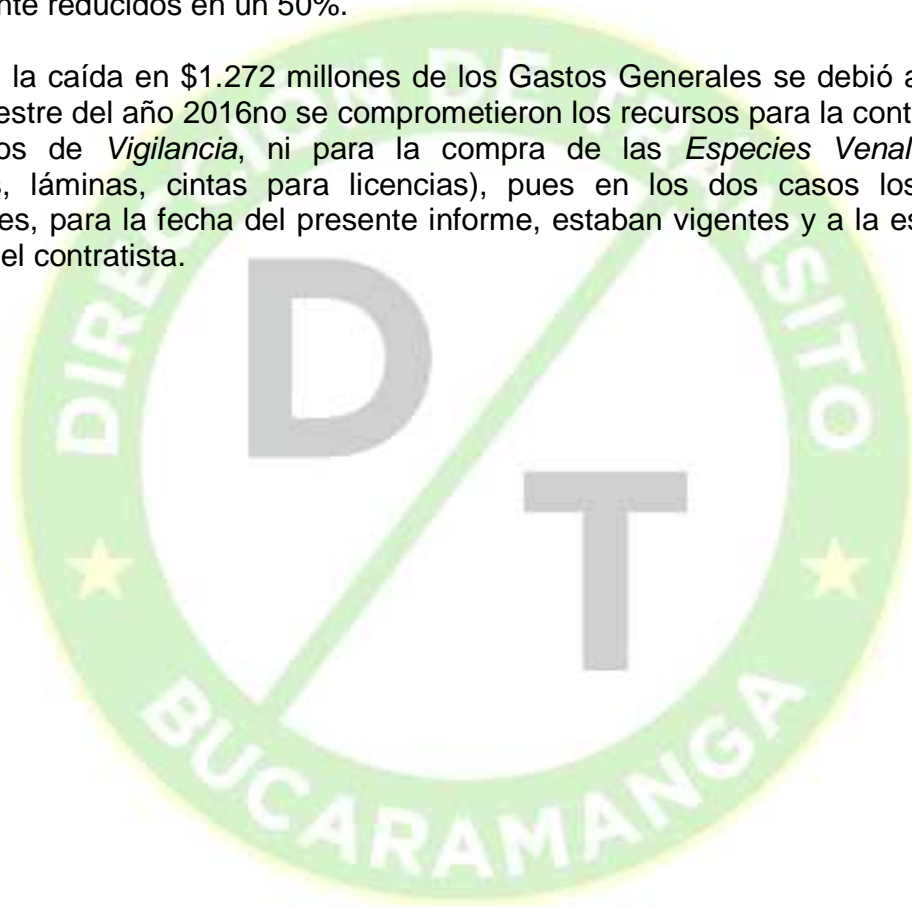 nte reducidos en un 50%.
la caída en $1.272 millones de los Gastos Generales se debió a
estre del año 2016no se comprometieron los recursos para la cont
os de Vigilancia, ni para la compra de las Especies Venal
s, láminas, cintas para licencias), pues en los dos casos los
es, para la fecha del presente informe, estaban vigentes y a la es
el contratista.
DIRECCIÓN DE TRANSITO
D
T
BUCARAMANGA